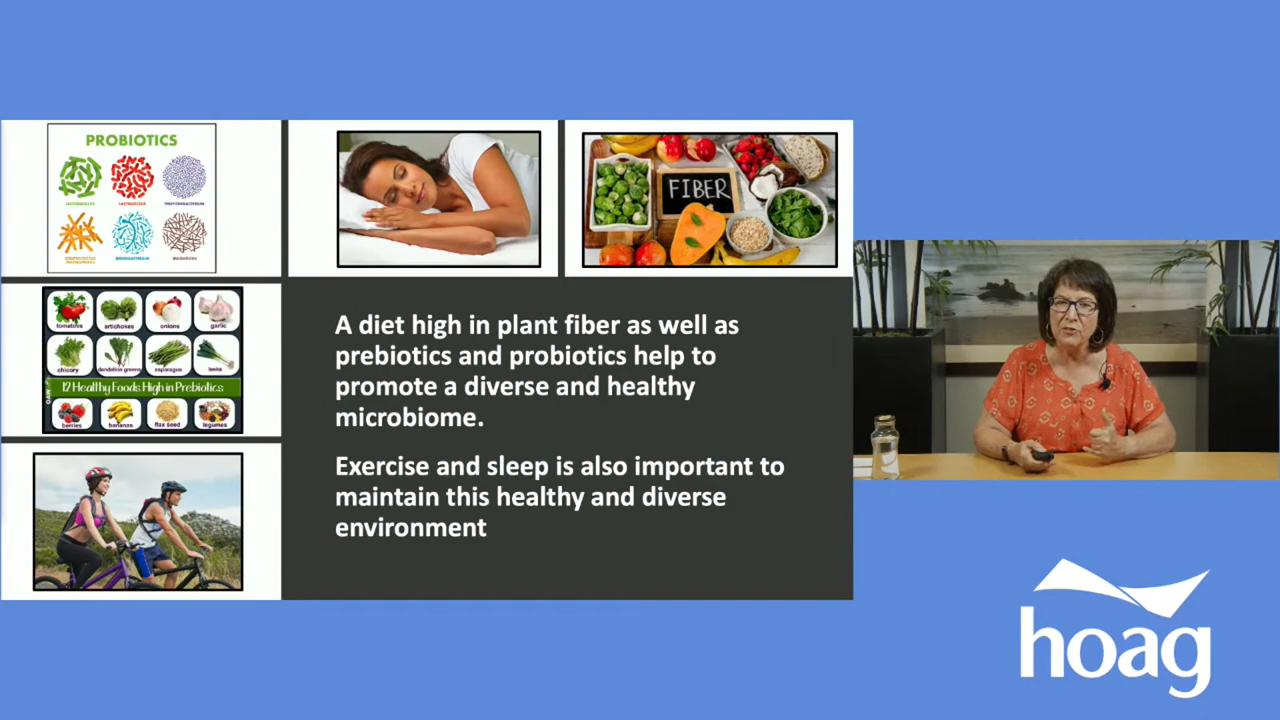 PROBIOTICS
LACTOBACILLUS
FIBER
tomatoes
artichokes
onions
garlic
chicory
dandelion greens
asparagus
leeks
12 Healthy Foods High in Prebiotics
berries
bananas
flax seed
legumes
A diet high in plant fiber as well as
prebiotics and probiotics help to
promote a diverse and healthy
microbiome.
Exercise and sleep is also important to
maintain this healthy and diverse
environment
hoag